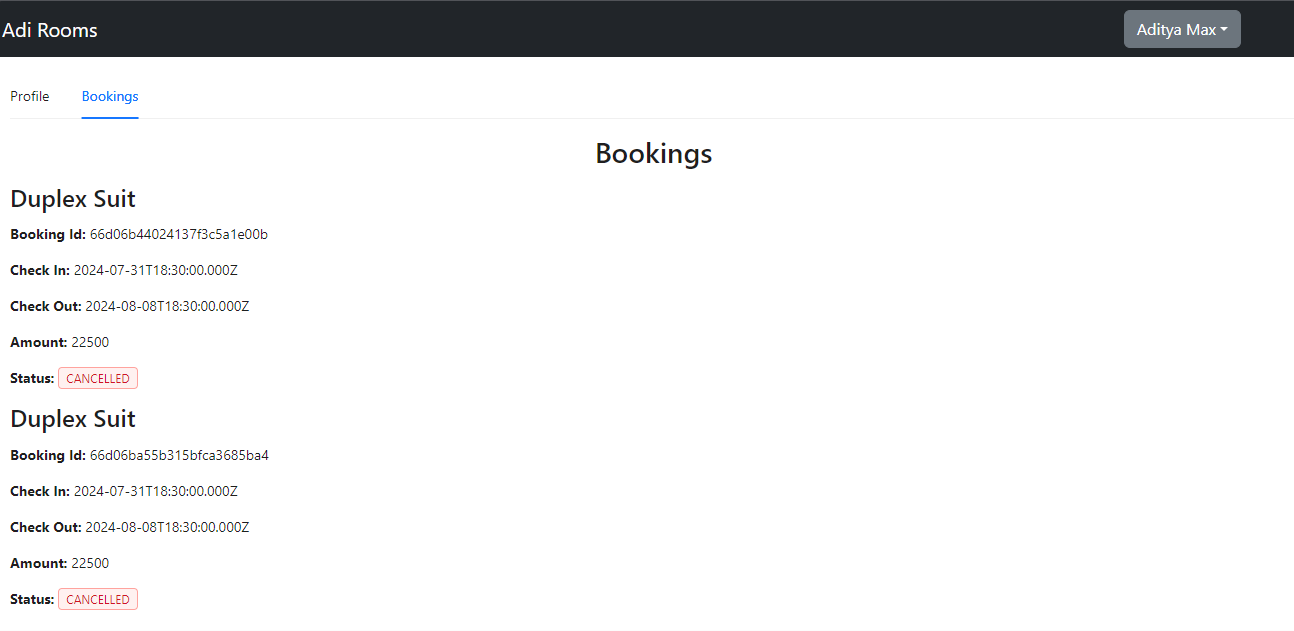 Adi Rooms
Aditya Max
Profile
Bookings
Bookings
Duplex Suit
Booking Id: 66d06b44024137f3c5a1e00b
Check In: 2024-07-31T18:30:00.000Z
Check Out: 2024-08-08T18:30:00.000Z
Amount: 22500
Status: CANCELLED
Duplex Suit
Booking Id: 66d06ba55b315bfca3685ba4
Check In: 2024-07-31T18:30:00.000Z
Check Out: 2024-08-08T18:30:00.000Z
Amount: 22500
Status: CANCELLED